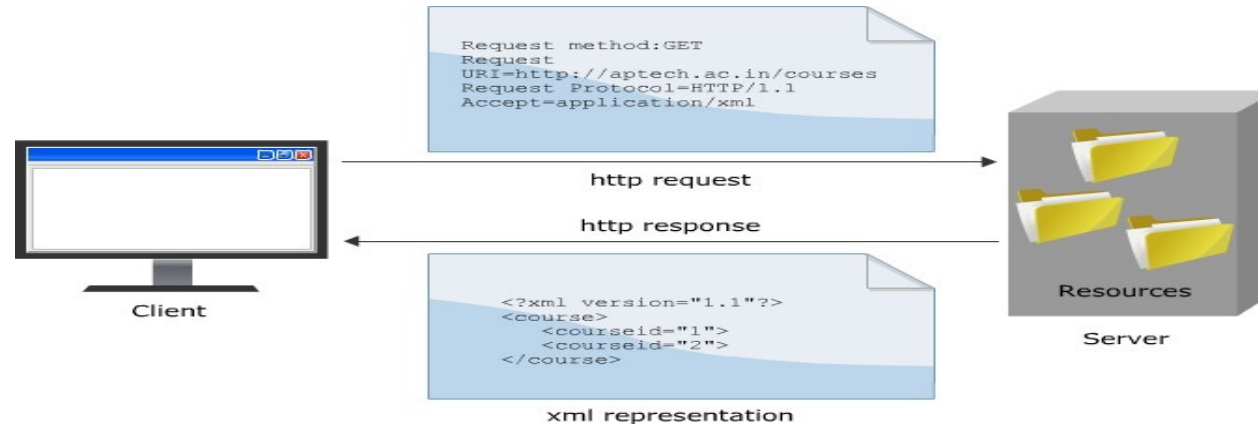 Request method:GET
Request
URI=http://aptech.ac.in/courses
Request Protocol=HTTP/1.1
Accept=application/xml
http request
http response
Client
<?xml version="1.1"?>
<course>
<courseid="1">
<courseid="2">
</course>
xml representation
Resources
Server